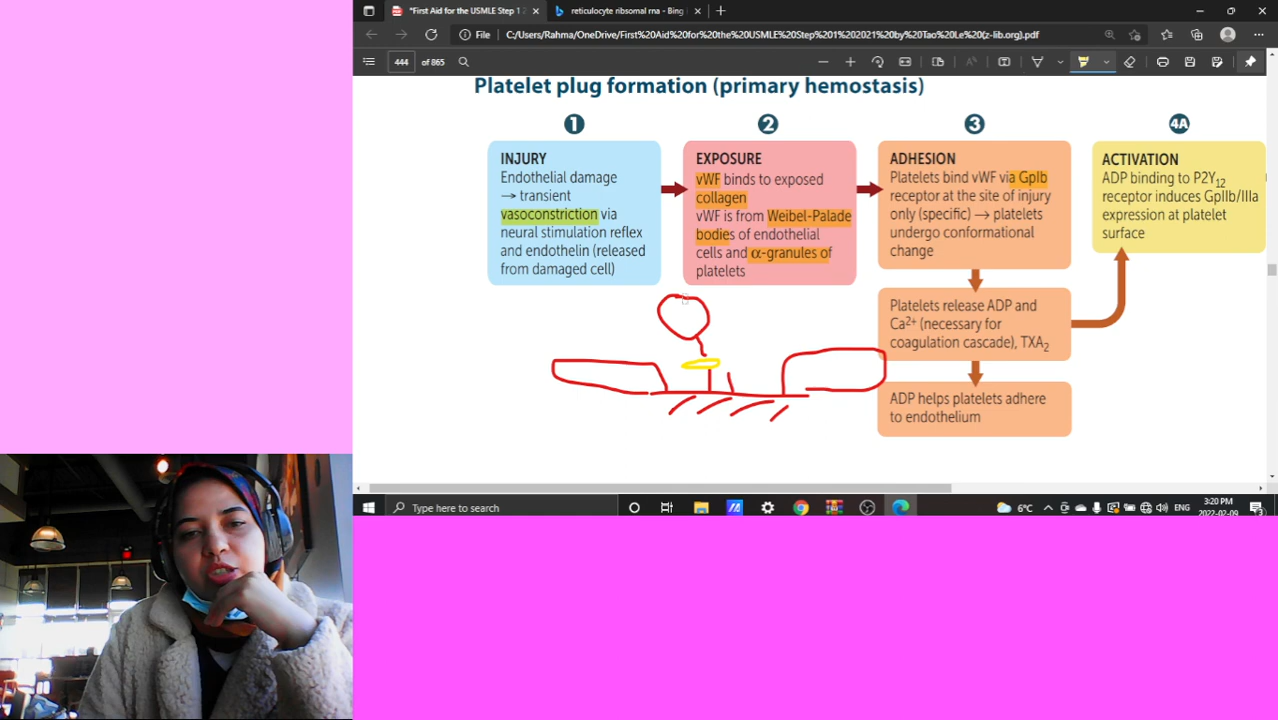 "First Aid for the USMLE Step 1 2
reticulocyte ribsomal rna - Bing
File
C:/Users/Rahma/OneDrive/First%20Aid%20for%20the%20USMLE%20Step%201%202021%20by%20Tao%20Le%20(z-lib.org).pdf
444 of 865
Platelet plug formation (primary hemostasis)
1
INJURY
Endothelial damage
→ transient
vasoconstriction via
neural stimulation reflex
and endothelin (released
from damaged cell)
2
EXPOSURE
vWF binds to exposed
collagen
vWF is from Weibel-Palade
bodies of endothelial
cells and α-granules of
platelets
3
ADHESION
Platelets bind vWF via GpIb
receptor at the site of injury
only (specific) → platelets
undergo conformational
change
Platelets release ADP and
Ca2+ (necessary for
coagulation cascade), TXA2
ADP helps platelets adhere
to endothelium
4A
ACTIVATION
ADP binding to P2Y12
receptor induces GpIIb/IIIa
expression at platelet
surface
Type here to search
6°C
ENG
3:20 PM
2022-02-09